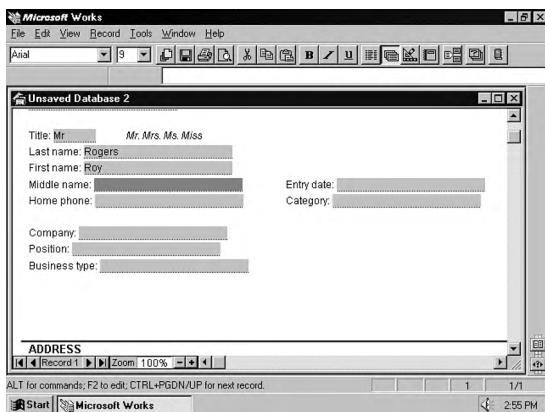 Microsoft Works
File Edit View Record Tools Window Help
Arial 9 B I U
Unsaved Database 2
Title: Mr Mr. Mrs. Ms. Miss
Last name: Rogers
First name: Roy
Middle name: Entry date:
Home phone: Category:
Company:
Position:
Business type:
ADDRESS
Record 1 Zoom 100%
ALT for commands; F2 to edit; CTRL+PGDN/UP for next record. 1 1/1
Start Microsoft Works 2:55 PM